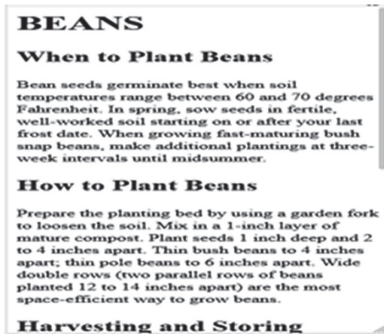 BEANS
When to Plant Beans
Bean seeds germinate best when soil
temperatures range between 60 and 70 degrees
Fahrenheit. In spring, sow seeds in fertile,
well-worked soil starting on or after your last
frost date. When growing fast-maturing bush
snap beans, make additional plantings at three-
week intervals until midsummer.
How to Plant Beans
Prepare the planting bed by using a garden fork
to loosen the soil. Mix in a 1-inch layer of
mature compost. Plant seeds 1 inch deep and 2
to 4 inches apart. Thin bush beans to 4 inches
apart; thin pole beans to 6 inches apart. Wide
double rows (two parallel rows of beans
planted 12 to 14 inches apart) are the most
space-efficient way to grow beans.
Harvesting and Storing